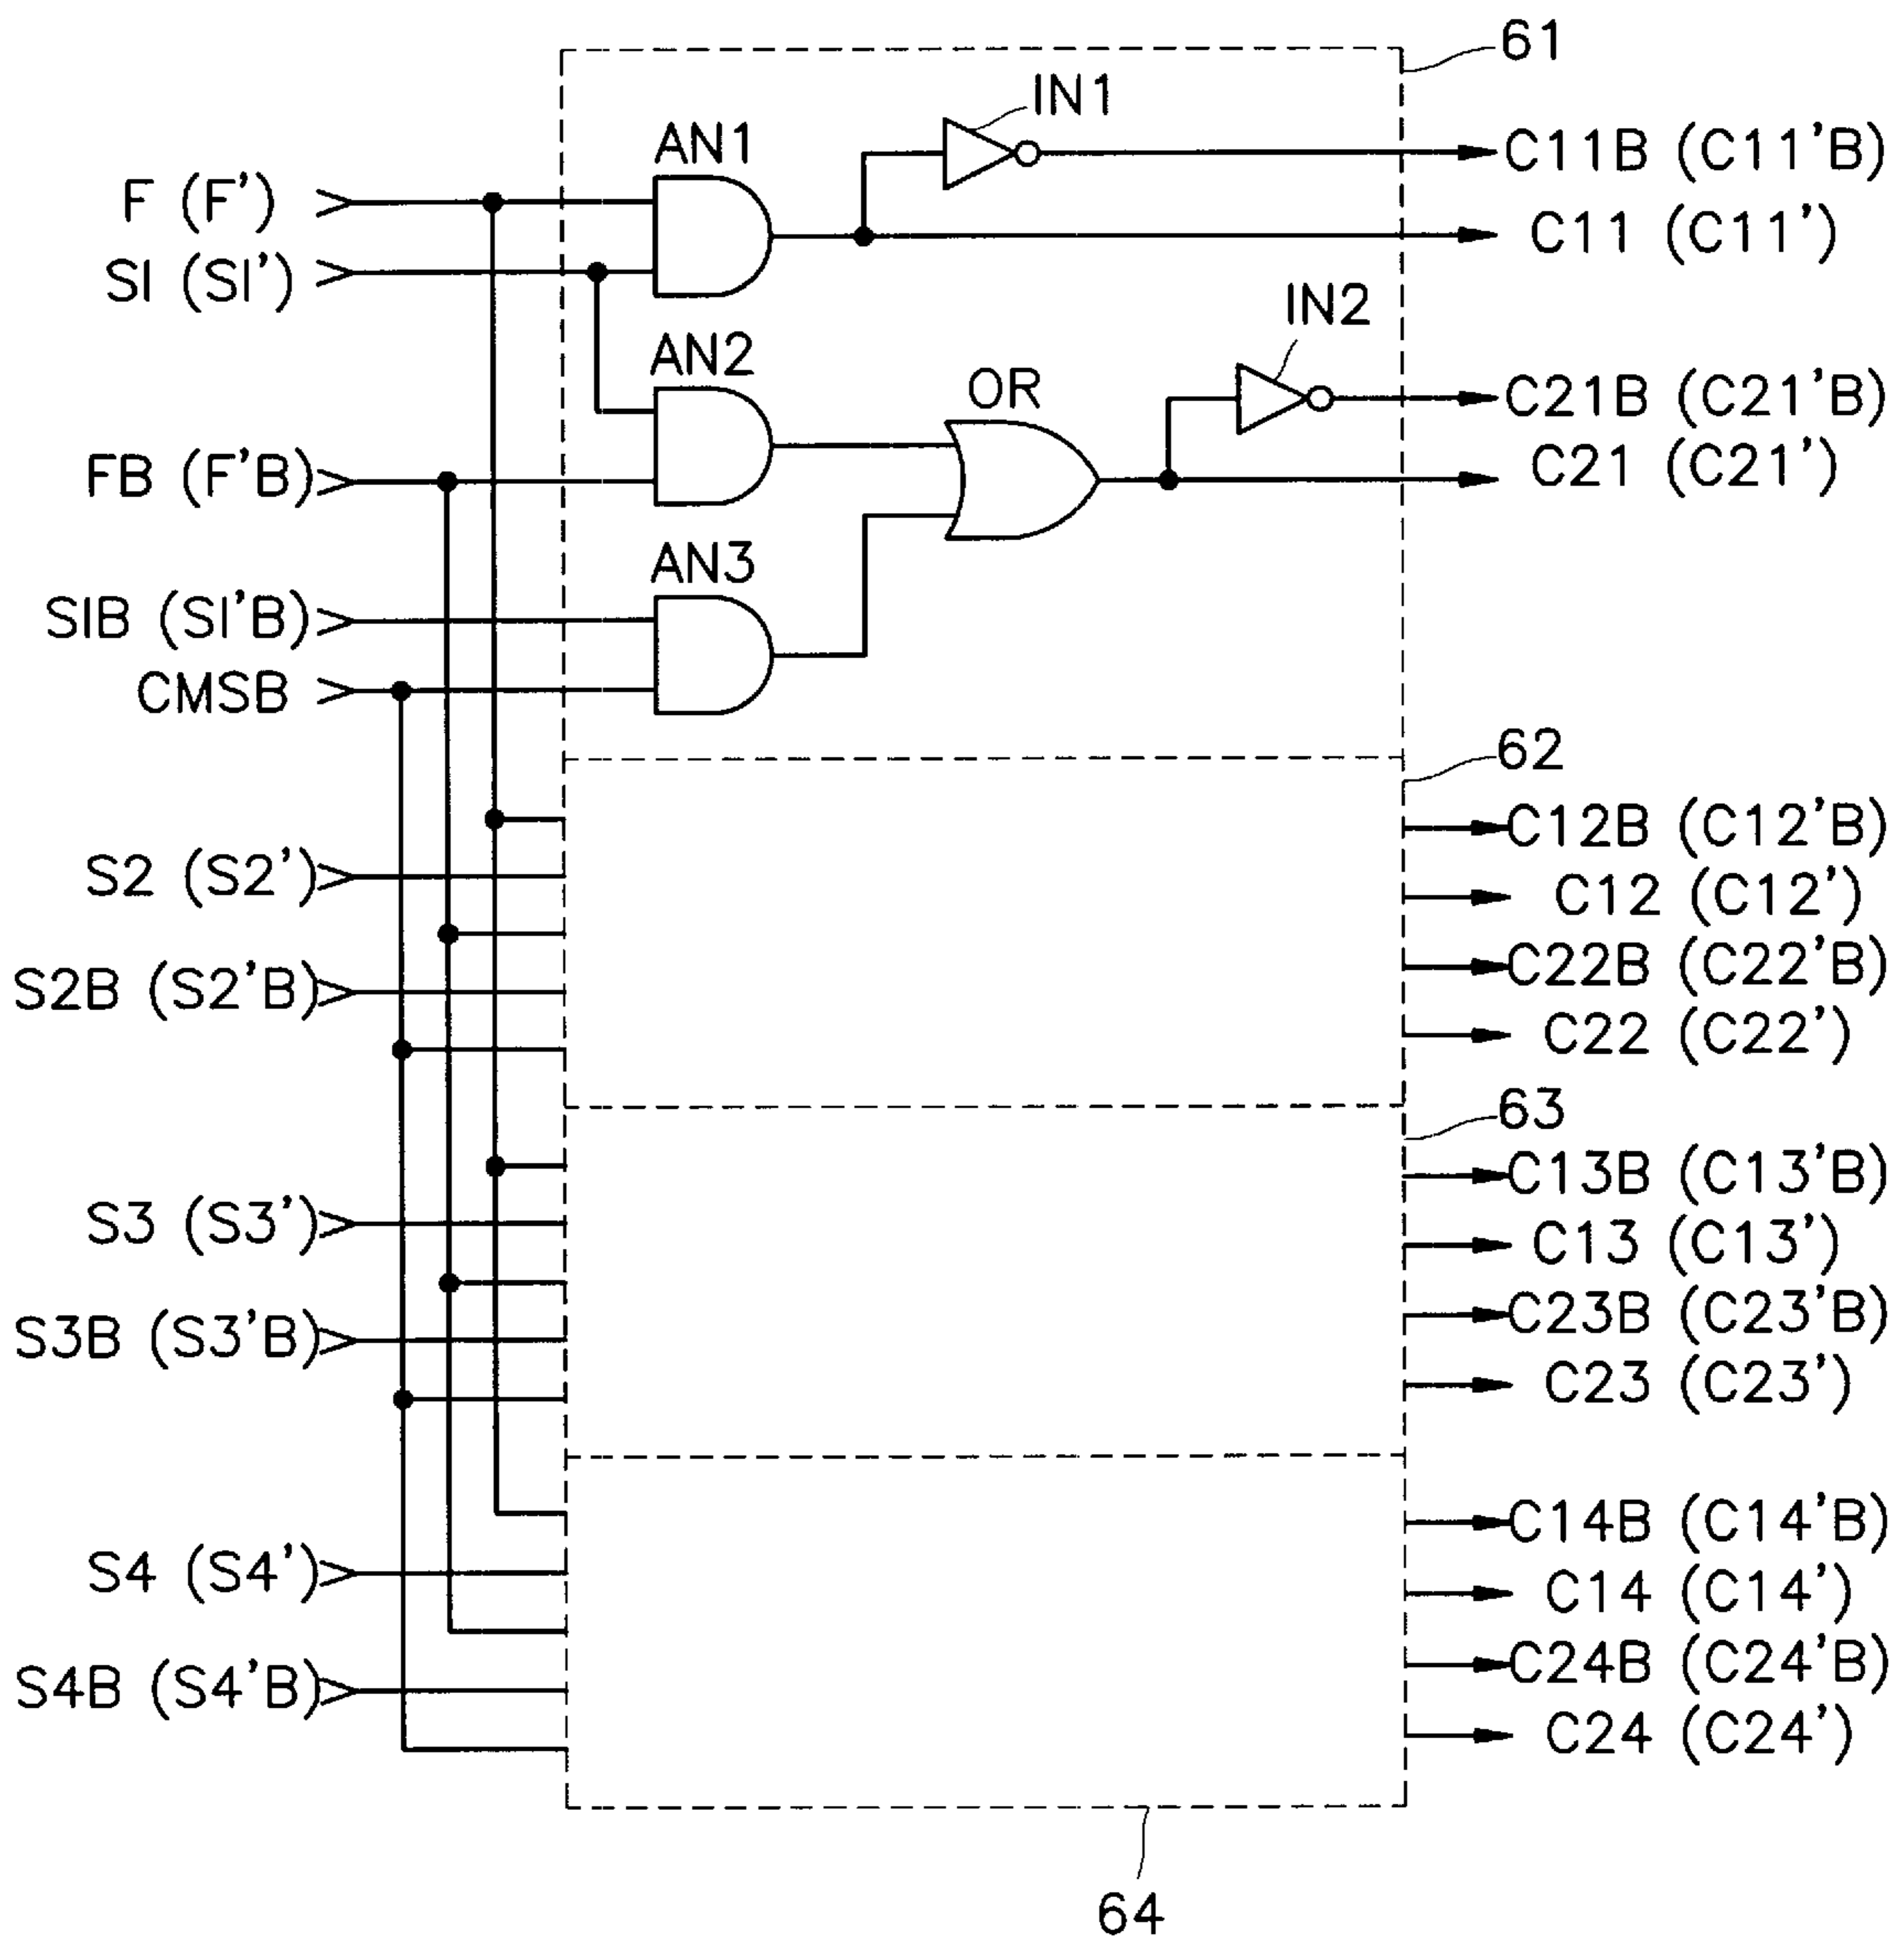 61
IN1
AN1
C11B (C11'B)
F (F')
C11 (C11')
SI (SI')
IN2
AN2
OR
C21B (C21'B)
FB (F'B)
C21 (C21')
AN3
SIB (SI'B)
CMSB
62
C12B (C12'B)
S2 (S2')
C12 (C12')
C22B (C22'B)
S2B (S2'B)
C22 (C22')
63
C13B (C13'B)
S3 (S3')
C13 (C13')
C23B (C23'B)
S3B (S3'B)
C23 (C23')
C14B (C14'B)
S4 (S4')
C14 (C14')
C24B (C24'B)
S4B (S4'B)
C24 (C24')
64